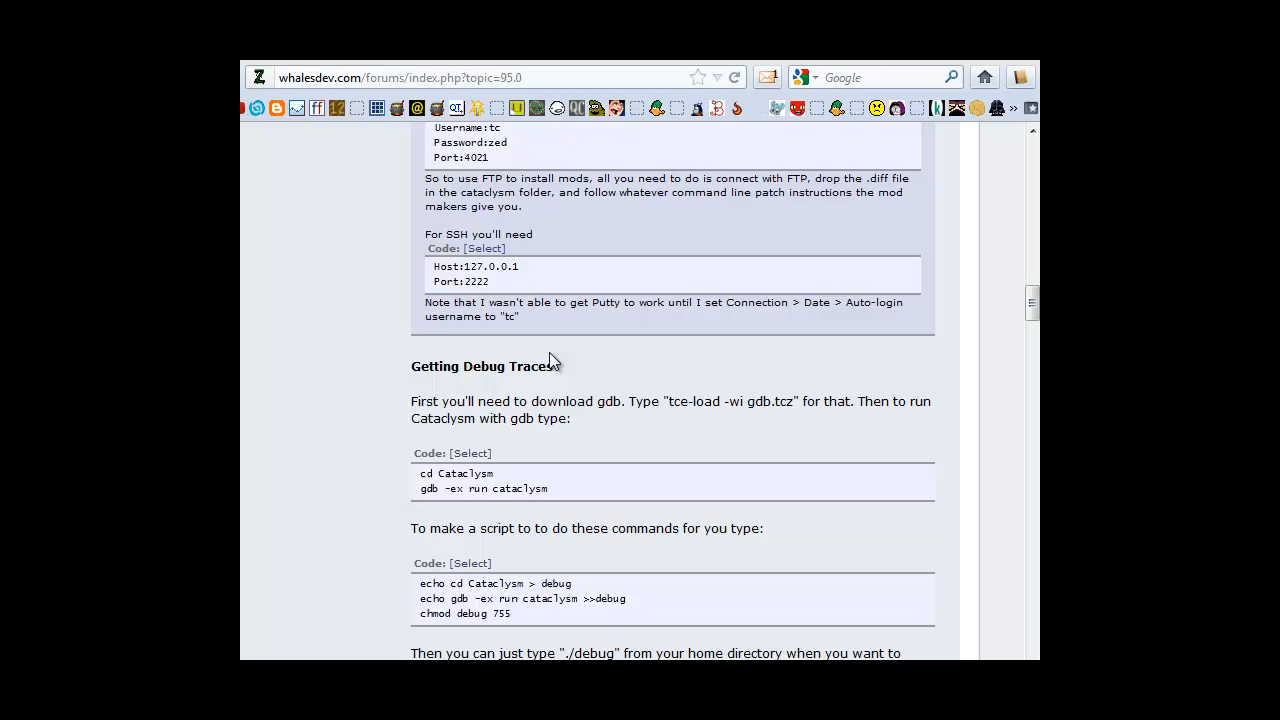 whalesdev.com/forums/index.php?topic=95.0
1
Google
Username:tc
Password:zed
Port:4021
So to use FTP to install mods, all you need to do is connect with FTP, drop the .diff file
in the cataclysm folder, and follow whatever command line patch instructions the mod
makers give you.
For SSH you'll need
Code: [Select]
Host:127.0.0.1
Port:2222
Note that I wasn't able to get Putty to work until I set Connection > Date > Auto-login
username to "tc"
Getting Debug Traces
First you'll need to download gdb. Type "tce-load -wi gdb.tcz" for that. Then to run
Cataclysm with gdb type:
Code: [Select]
cd Cataclysm
gdb -ex run cataclysm
To make a script to to do these commands for you type:
Code: [Select]
echo cd Cataclysm > debug
echo gdb -ex run cataclysm >>debug
chmod debug 755
Then you can just type "./debug" from your home directory when you want to